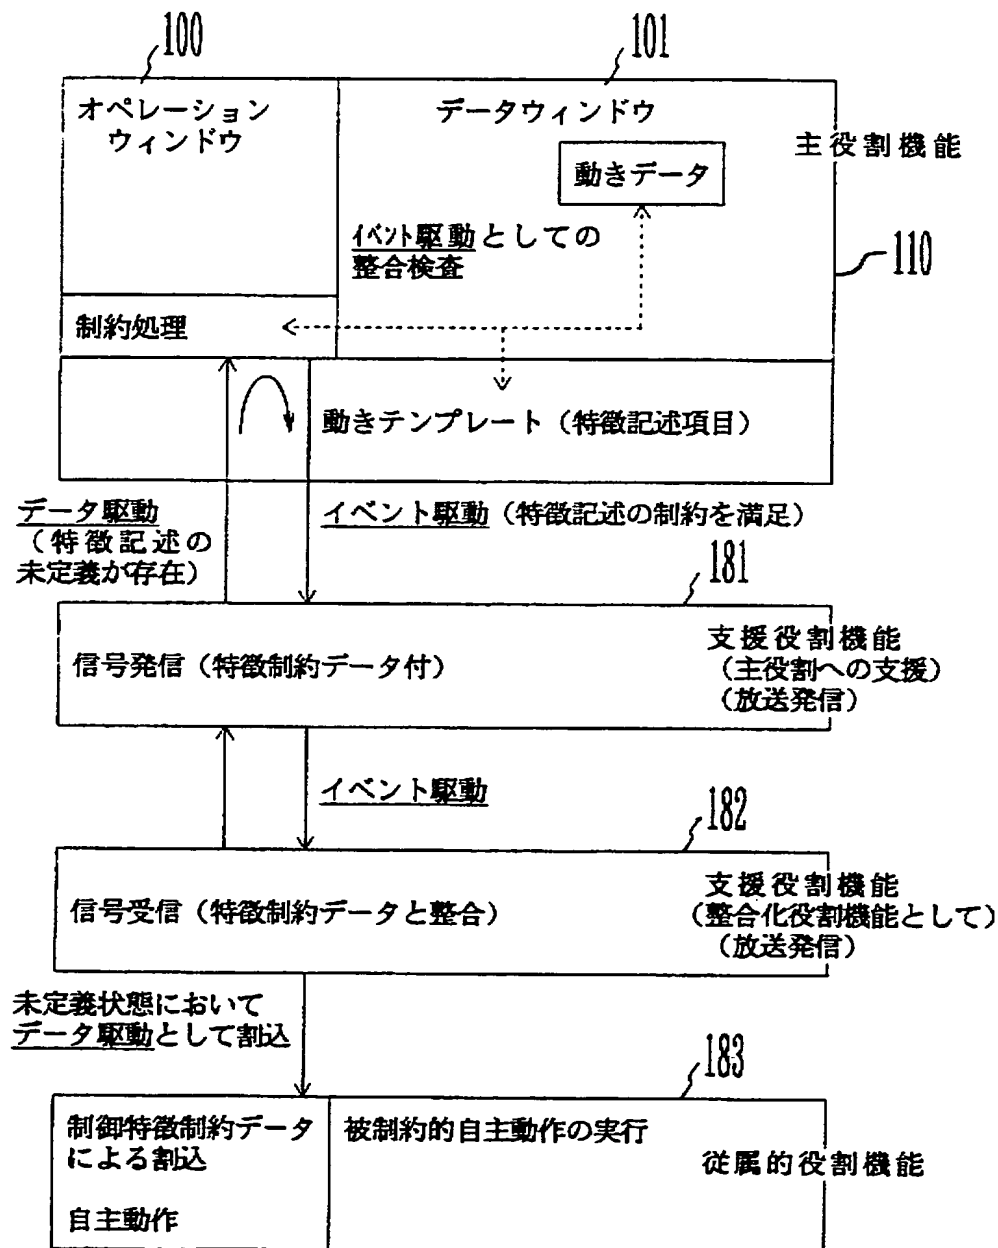 100
101
オペレーション
ウィンドウ
データウィンドウ
主役割機能
動きデータ
イベント駆動としての
整合検査
110
制約処理
動きテンプレート（特徴記述項目）
データ駆動
（特徴記述の
未定義が存在）
イベント駆動（特徴記述の制約を満足）
181
信号発信（特徴制約データ付）
支援役割機能
（主役割への支援）
（放送発信）
イベント駆動
182
信号受信（特徴制約データと整合）
支援役割機能
（整合化役割機能として）
（放送発信）
未定義状態において
データ駆動として割込
183
制御特徴制約データ
による割込
自主動作
被制約的自主動作の実行
従属的役割機能